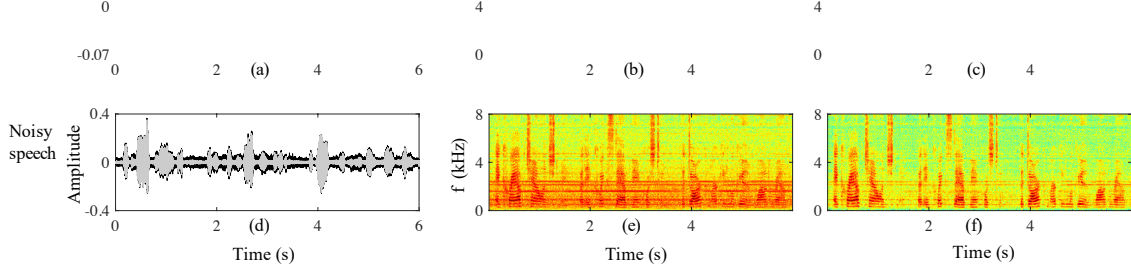 0 4 4
-0.07 0 0
0 2 (a) 4 6 2 (b) 4 2 (c) 4
Noisy speech
Amplitude
0.4
0
-0.4
0 2 (d) 4 6
Time (s)
f (kHz)
8
4
0
2 (e) 4
Time (s)
8
4
0
2 (f) 4
Time (s)